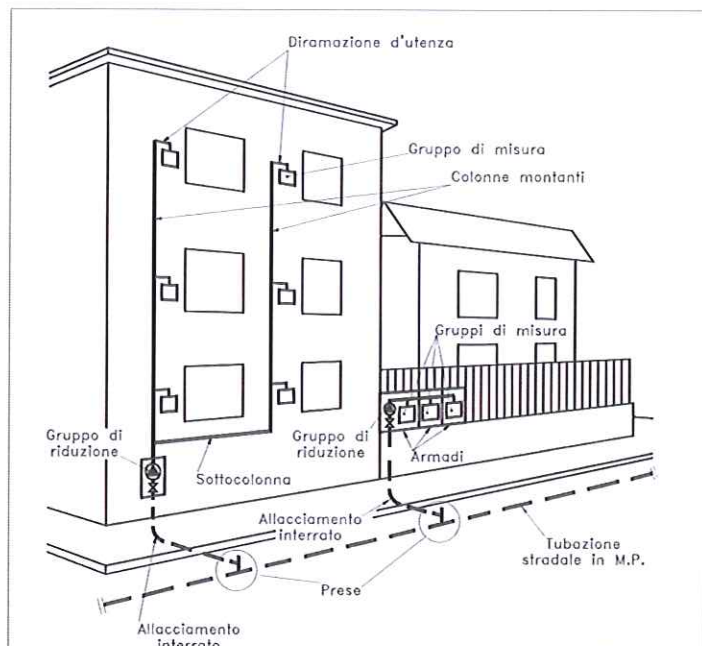 Diramazione d'utenza
Gruppo di misura
Colonne montanti
Gruppi di misura
Gruppo di
riduzione
Gruppo di
riduzione
Armadi
Sottocolonna
Allacciamento
interrato
Tubazione
stradale in M.P.
Prese
Allacciamento
interrato